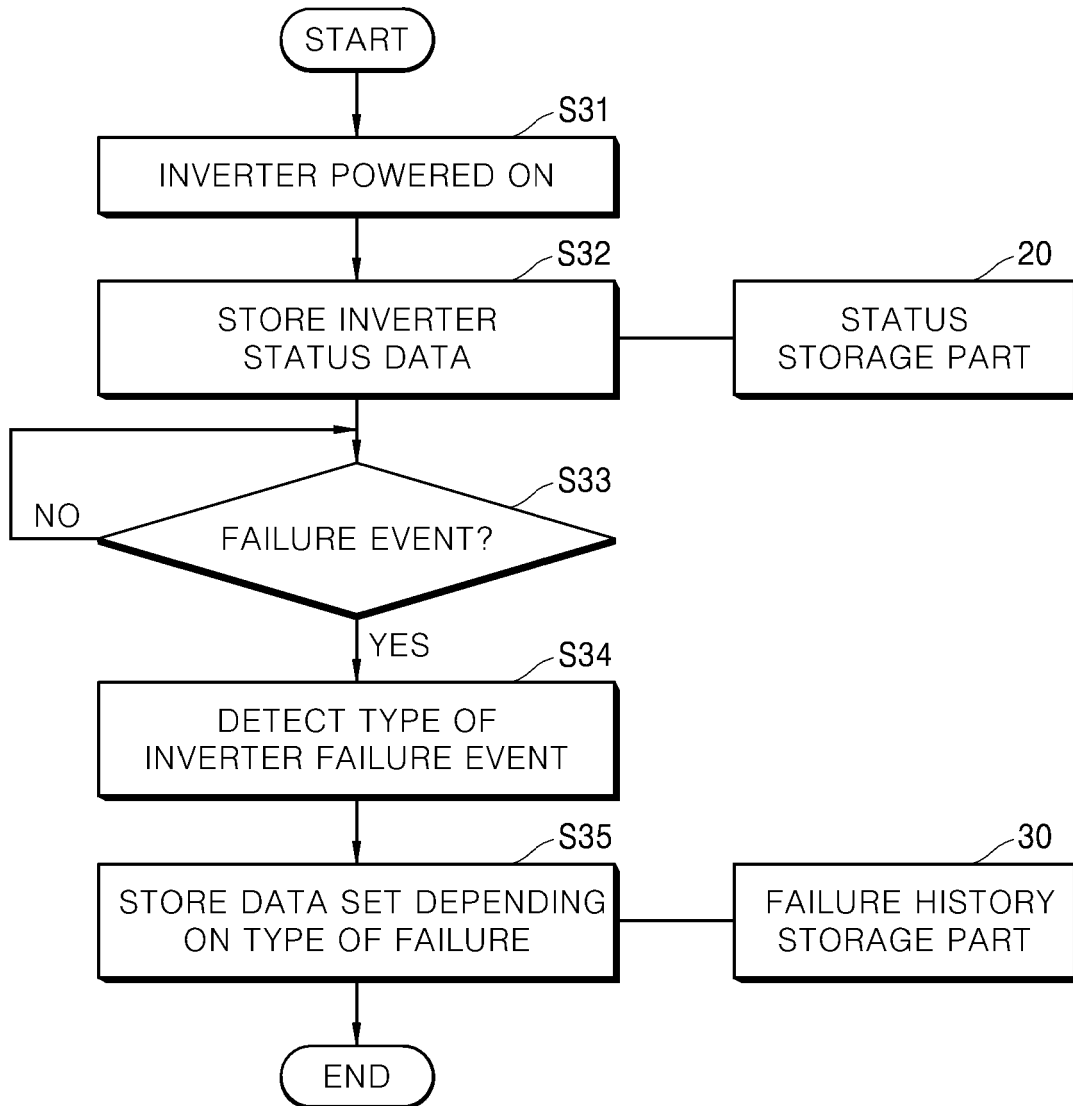 START
S31
INVERTER POWERED ON
S32
STORE INVERTER
STATUS DATA
20
STATUS
STORAGE PART
S33
FAILURE EVENT?
NO
YES
S34
DETECT TYPE OF
INVERTER FAILURE EVENT
S35
STORE DATA SET DEPENDING
ON TYPE OF FAILURE
30
FAILURE HISTORY
STORAGE PART
END